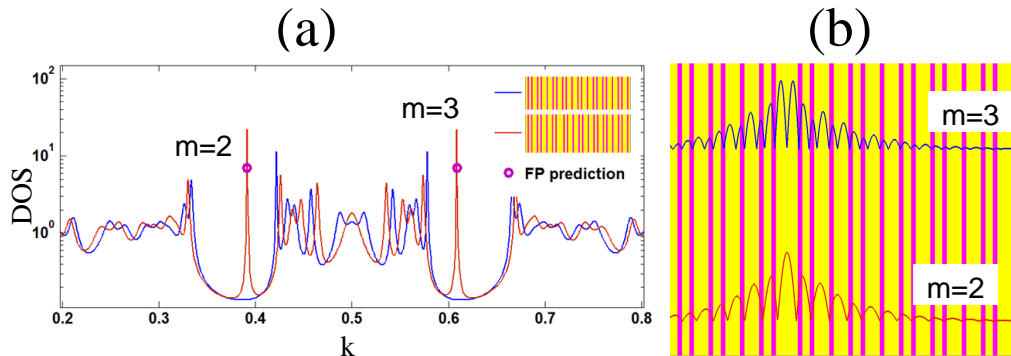 (a)
(b)
DOS
10²
10¹
10⁰
m=2
m=3
FP prediction
0.2 0.3 0.4 0.5 0.6 0.7 0.8
k
m=3
m=2